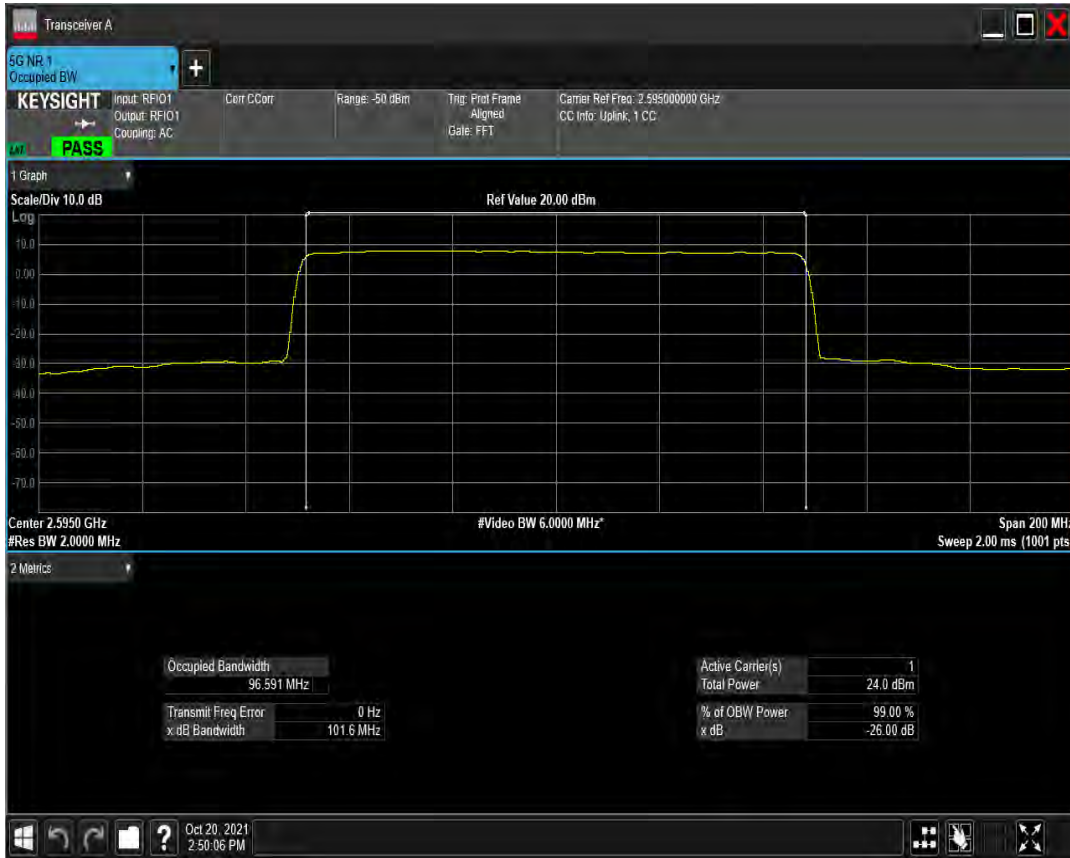 Transceiver A
5G NR 1
Occupied BW
+
KEYSIGHT
Input: RFIO1
Output: RFIO1
Coupling: AC
Corr CCorr
Range: -50 dBm
Trig: Prot Frame
Aligned
Gate: FFT
Carrier Ref Freq: 2.595000000 GHz
CC Info: Uplink, 1 CC
PASS
1 Graph
Scale/Div 10.0 dB
Ref Value 20.00 dBm
Log
10.0
0.00
-10.0
-20.0
-30.0
-40.0
-50.0
-60.0
-70.0
Center 2.5950 GHz
#Video BW 6.0000 MHz*
Span 200 MHz
#Res BW 2.0000 MHz
Sweep 2.00 ms (1001 pts
2 Metrics
Occupied Bandwidth
96.591 MHz
Transmit Freq Error 0 Hz
x dB Bandwidth 101.6 MHz
Active Carrier(s) 1
Total Power 24.0 dBm
% of OBW Power 99.00 %
x dB -26.00 dB
?
Oct 20, 2021
2:50:06 PM